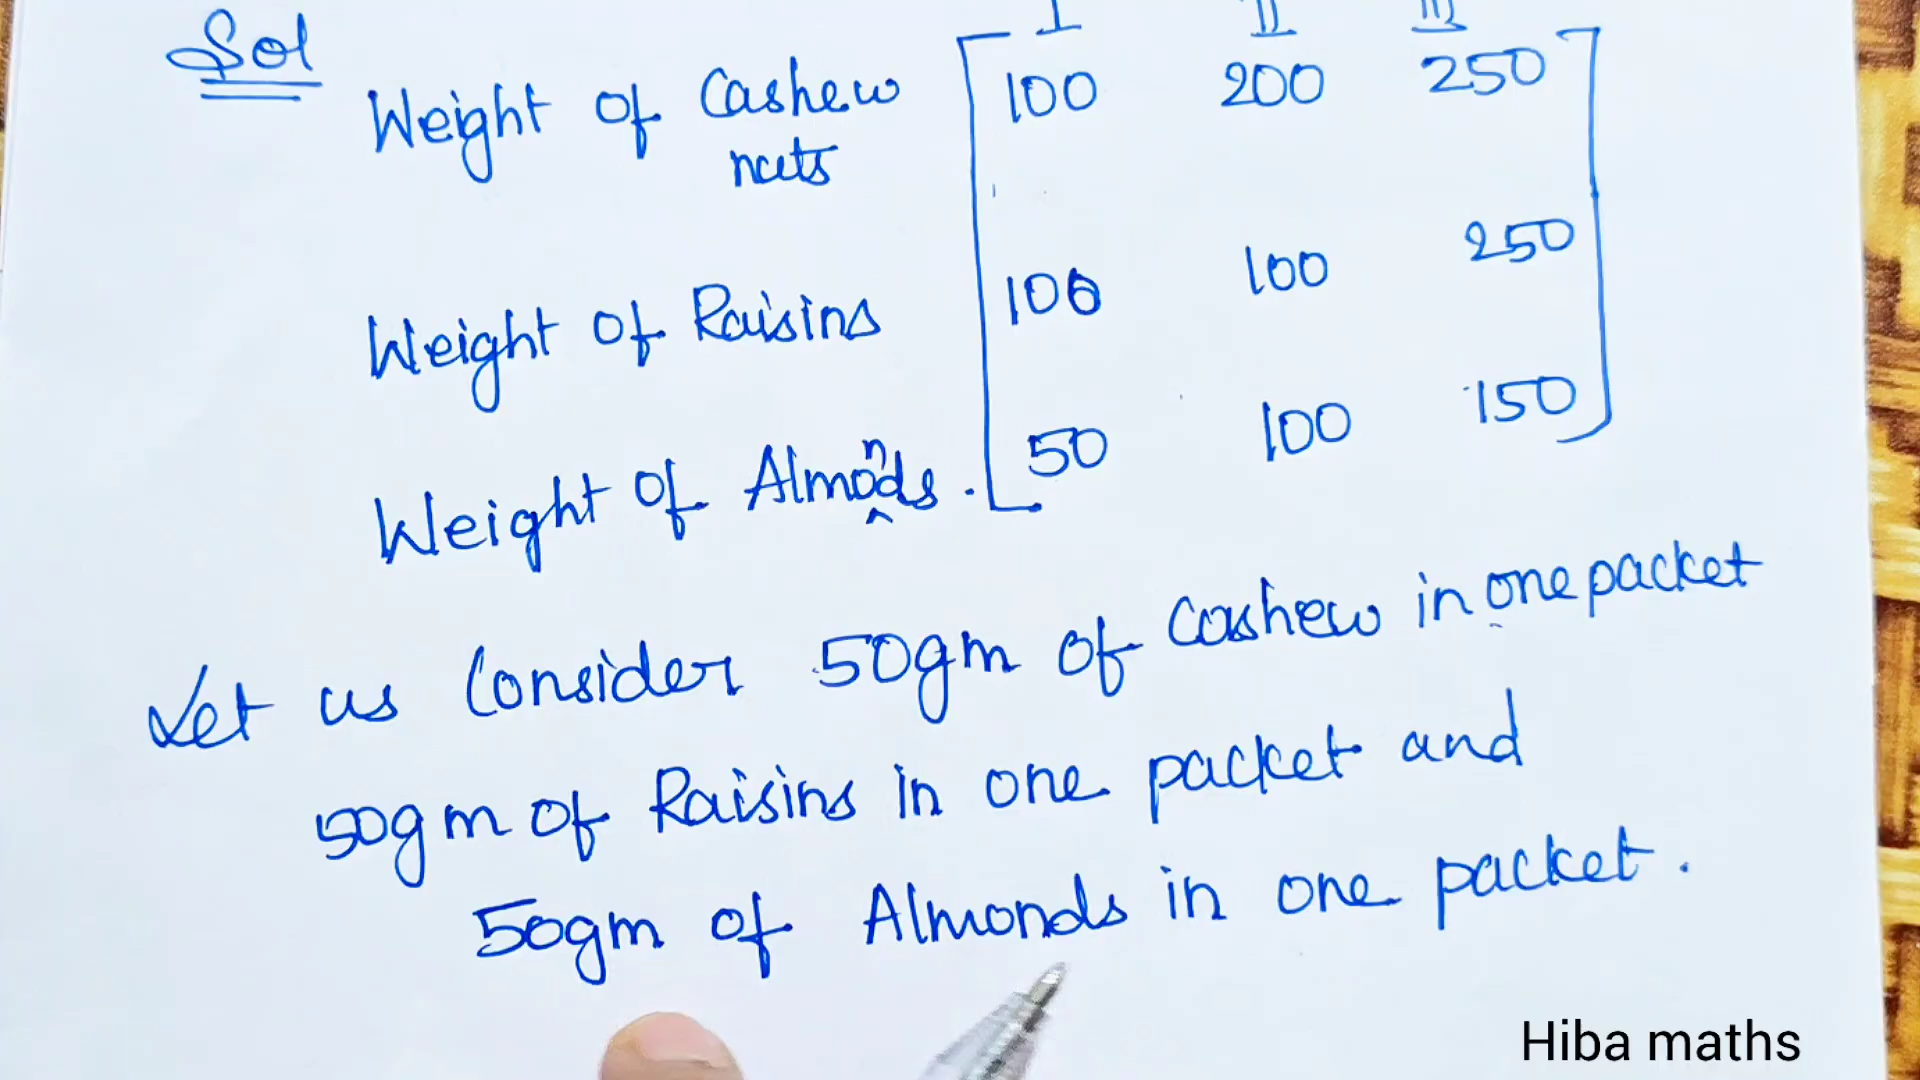 I II III
Sol
Weight of Cashew 100 200 250
nuts
Weight of Raisins 100 100 250
Weight of Almonds. 50 100 150
Let us Consider 50gm of Cashew in one packet
50gm of Raisins in one packet and
50gm of Almonds in one packet.
Hiba maths